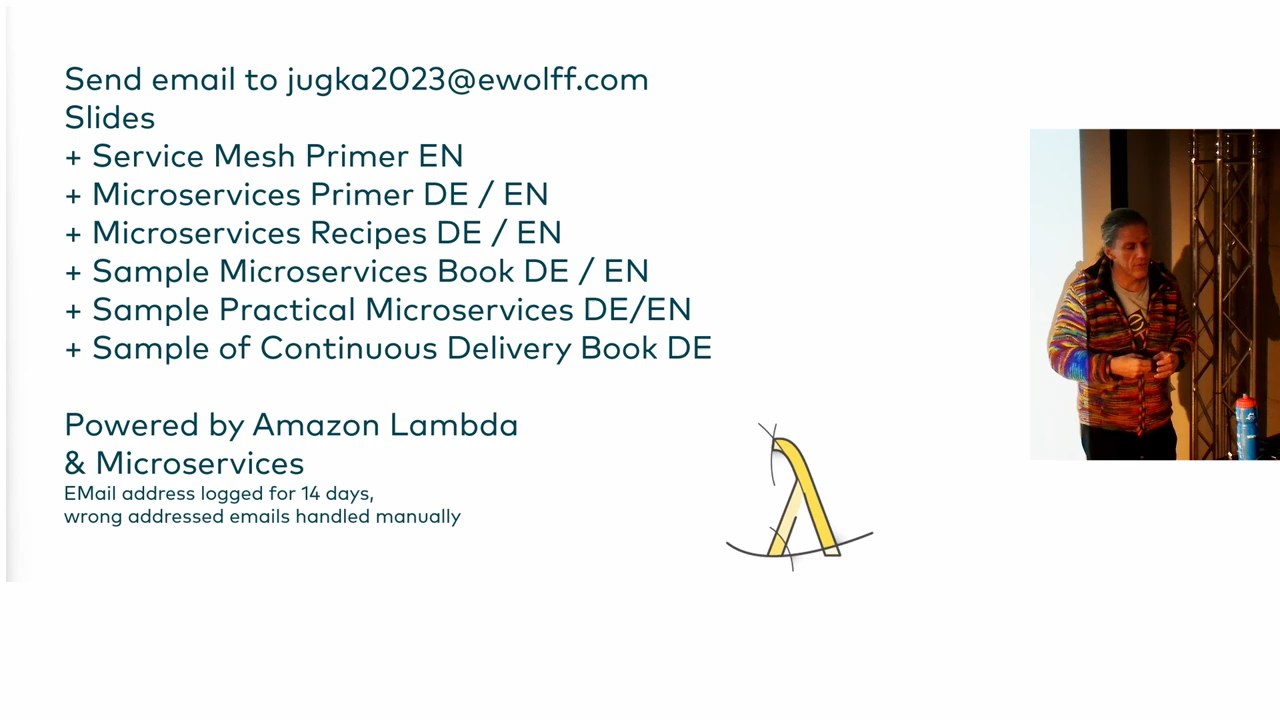 Send email to jugka2023@ewolff.com
Slides
+ Service Mesh Primer EN
+ Microservices Primer DE / EN
+ Microservices Recipes DE / EN
+ Sample Microservices Book DE / EN
+ Sample Practical Microservices DE/EN
+ Sample of Continuous Delivery Book DE
Powered by Amazon Lambda
& Microservices
EMail address logged for 14 days,
wrong addressed emails handled manually